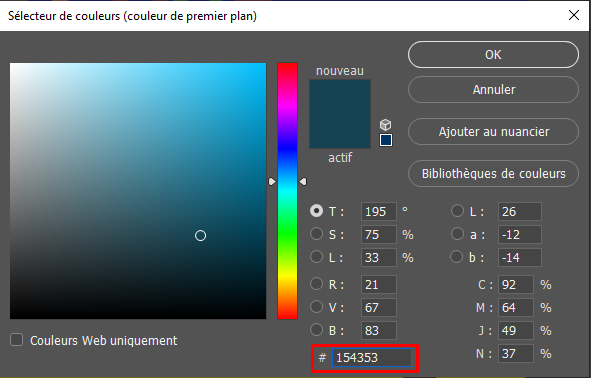 Sélecteur de couleurs (couleur de premier plan)
nouveau
actif
OK
Annuler
Ajouter au nuancier
Bibliothèques de couleurs
T : 195 °
S : 75 %
L : 33 %
R : 21
V : 67
B : 83
# 154353
L : 26
a : -12
b : -14
C : 92 %
M : 64 %
J : 49 %
N : 37 %
Couleurs Web uniquement